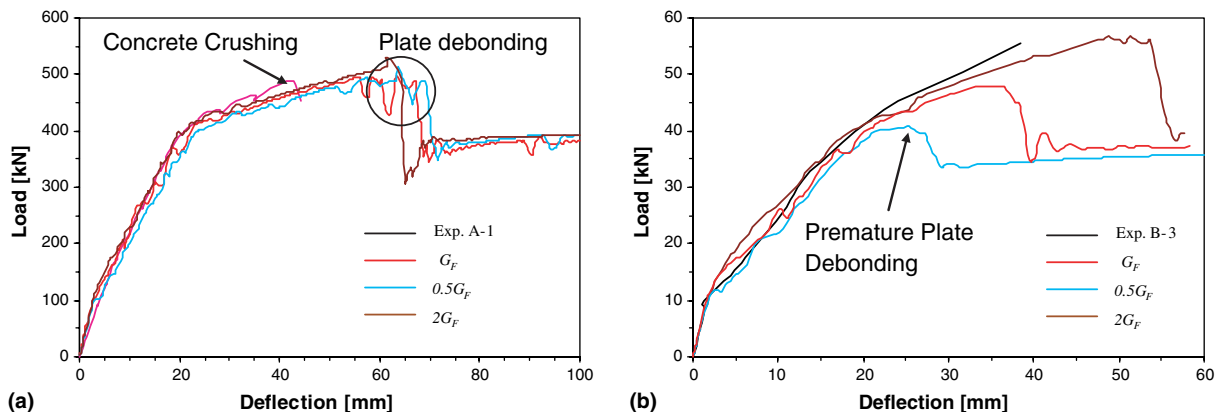 600
500
400
300
200
100
0
Load [kN]
Concrete Crushing
Plate debonding
Exp. A-1
G_F
0.5G_F
2G_F
0 20 40 60 80 100
(a) Deflection [mm]
60
50
40
30
20
10
0
Load [kN]
Premature Plate
Debonding
Exp. B-3
G_F
0.5G_F
2G_F
0 10 20 30 40 50 60
(b) Deflection [mm]